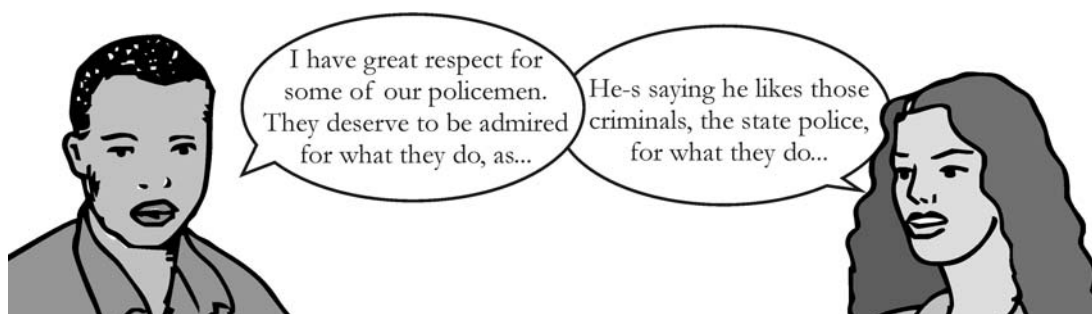 I have great respect for
some of our policemen.
They deserve to be admired
for what they do, as...
He-s saying he likes those
criminals, the state police,
for what they do...